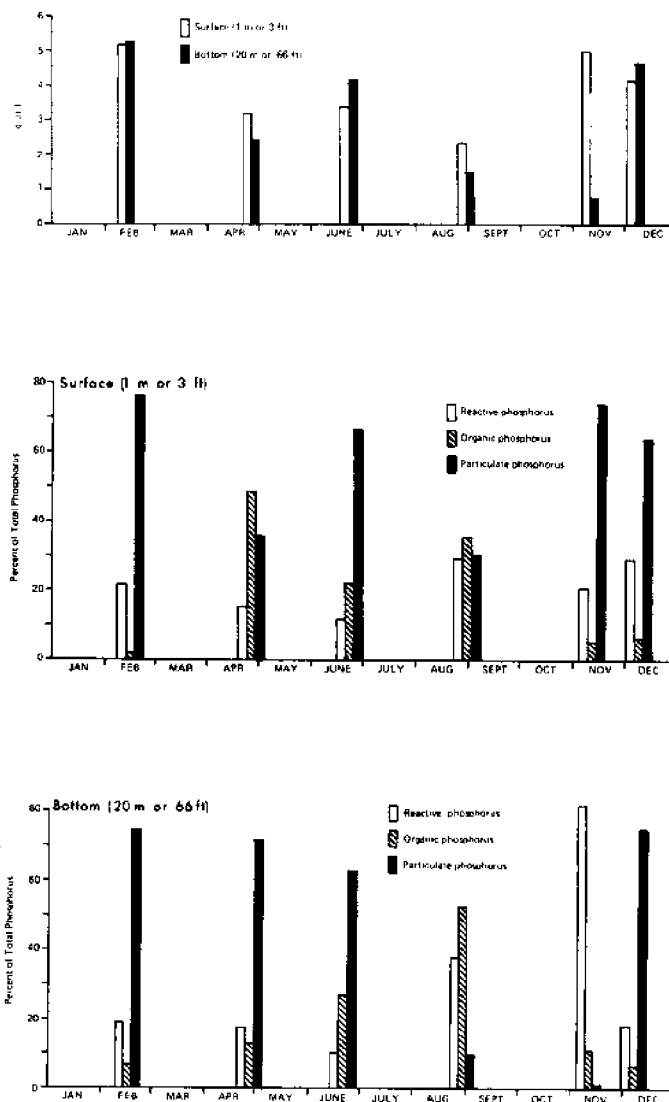 6
Surface (1 m or 3 ft)
5
Bottom (20 m or 66 ft)
4
3
2
1
0
JAN FEB MAR APR MAY JUNE JULY AUG SEPT OCT NOV DEC
80
Surface (1 m or 3 ft)
Reactive phosphorus
Organic phosphorus
Particulate phosphorus
60
40
20
0
Percent of Total Phosphorus
JAN FEB MAR APR MAY JUNE JULY AUG SEPT OCT NOV DEC
80
Bottom (20 m or 66 ft)
Reactive phosphorus
Organic phosphorus
Particulate phosphorus
60
40
20
0
Percent of Total Phosphorus
JAN FEB MAR APR MAY JUNE JULY AUG SEPT OCT NOV DEC